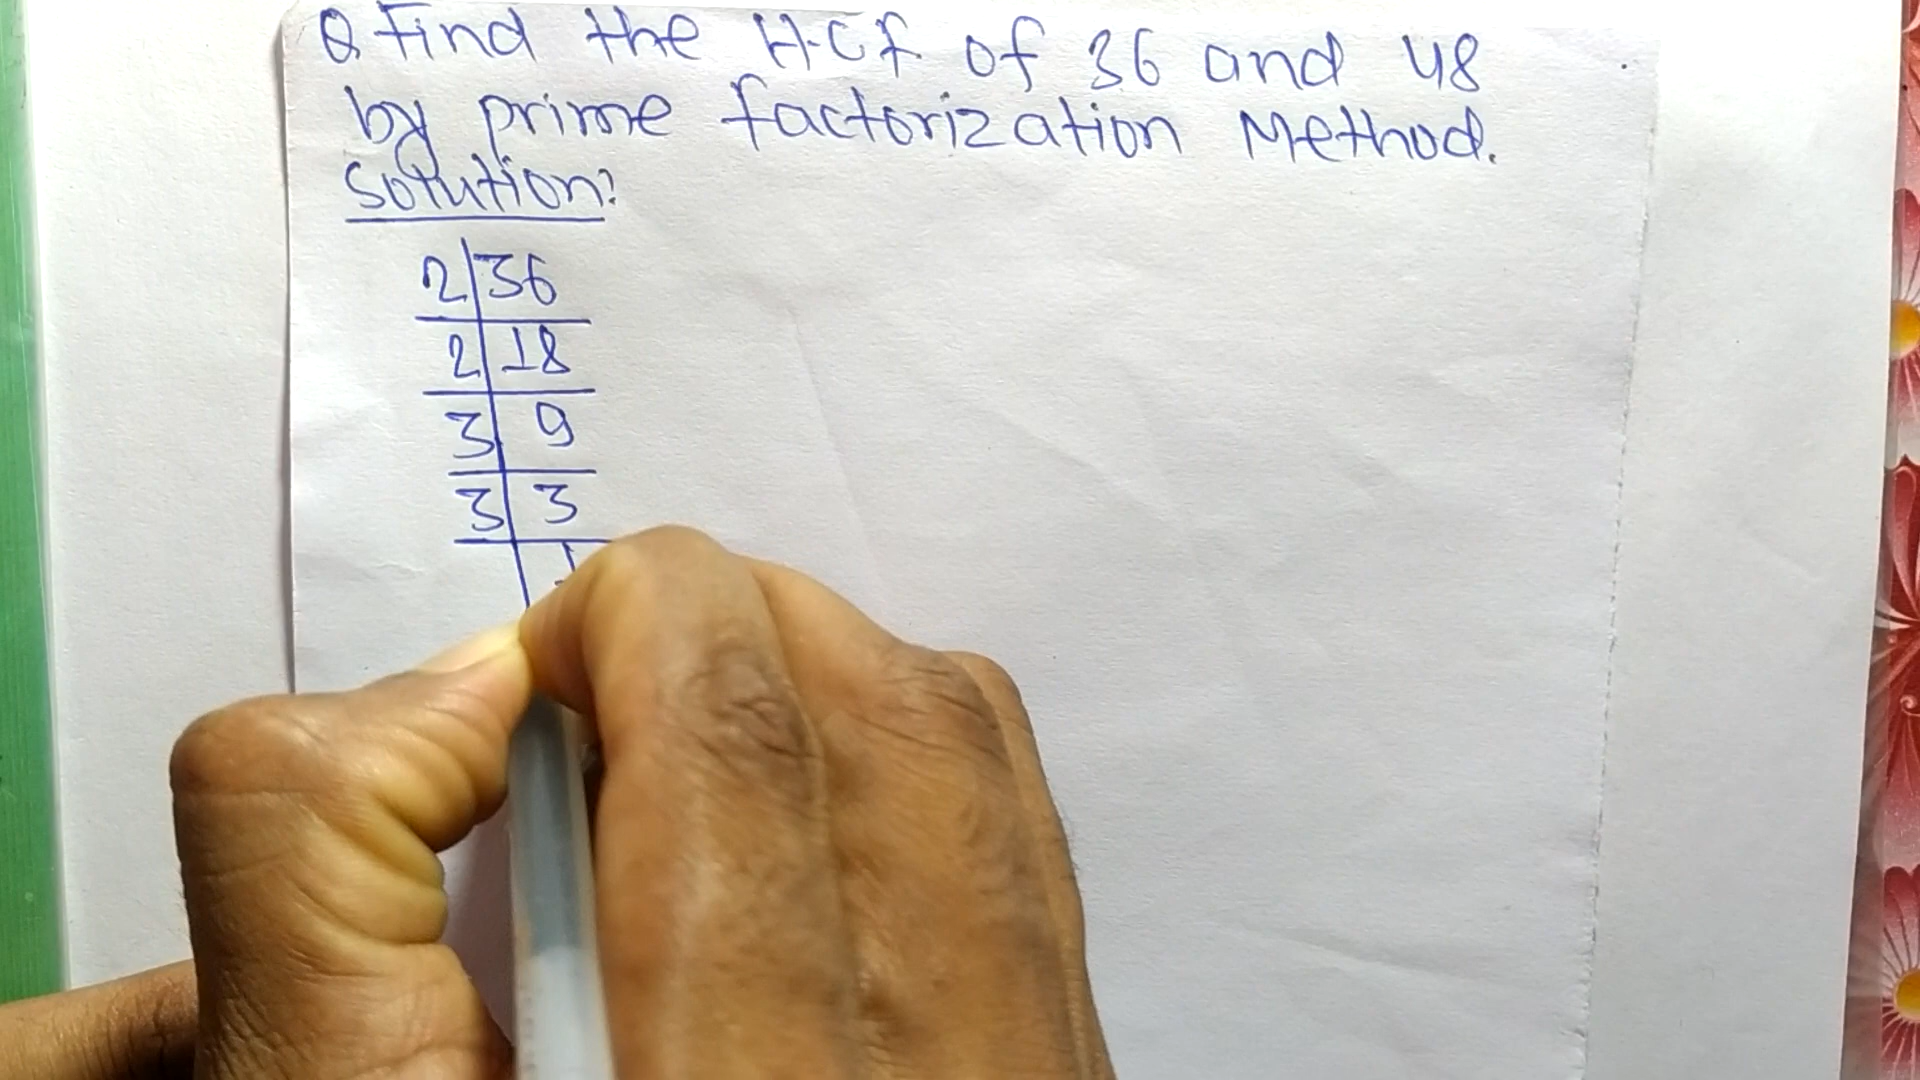 Q. Find the H.C.F. of 36 and 48
by prime factorization Method.
Solution:
2 36
2 18
3 9
3 3
1